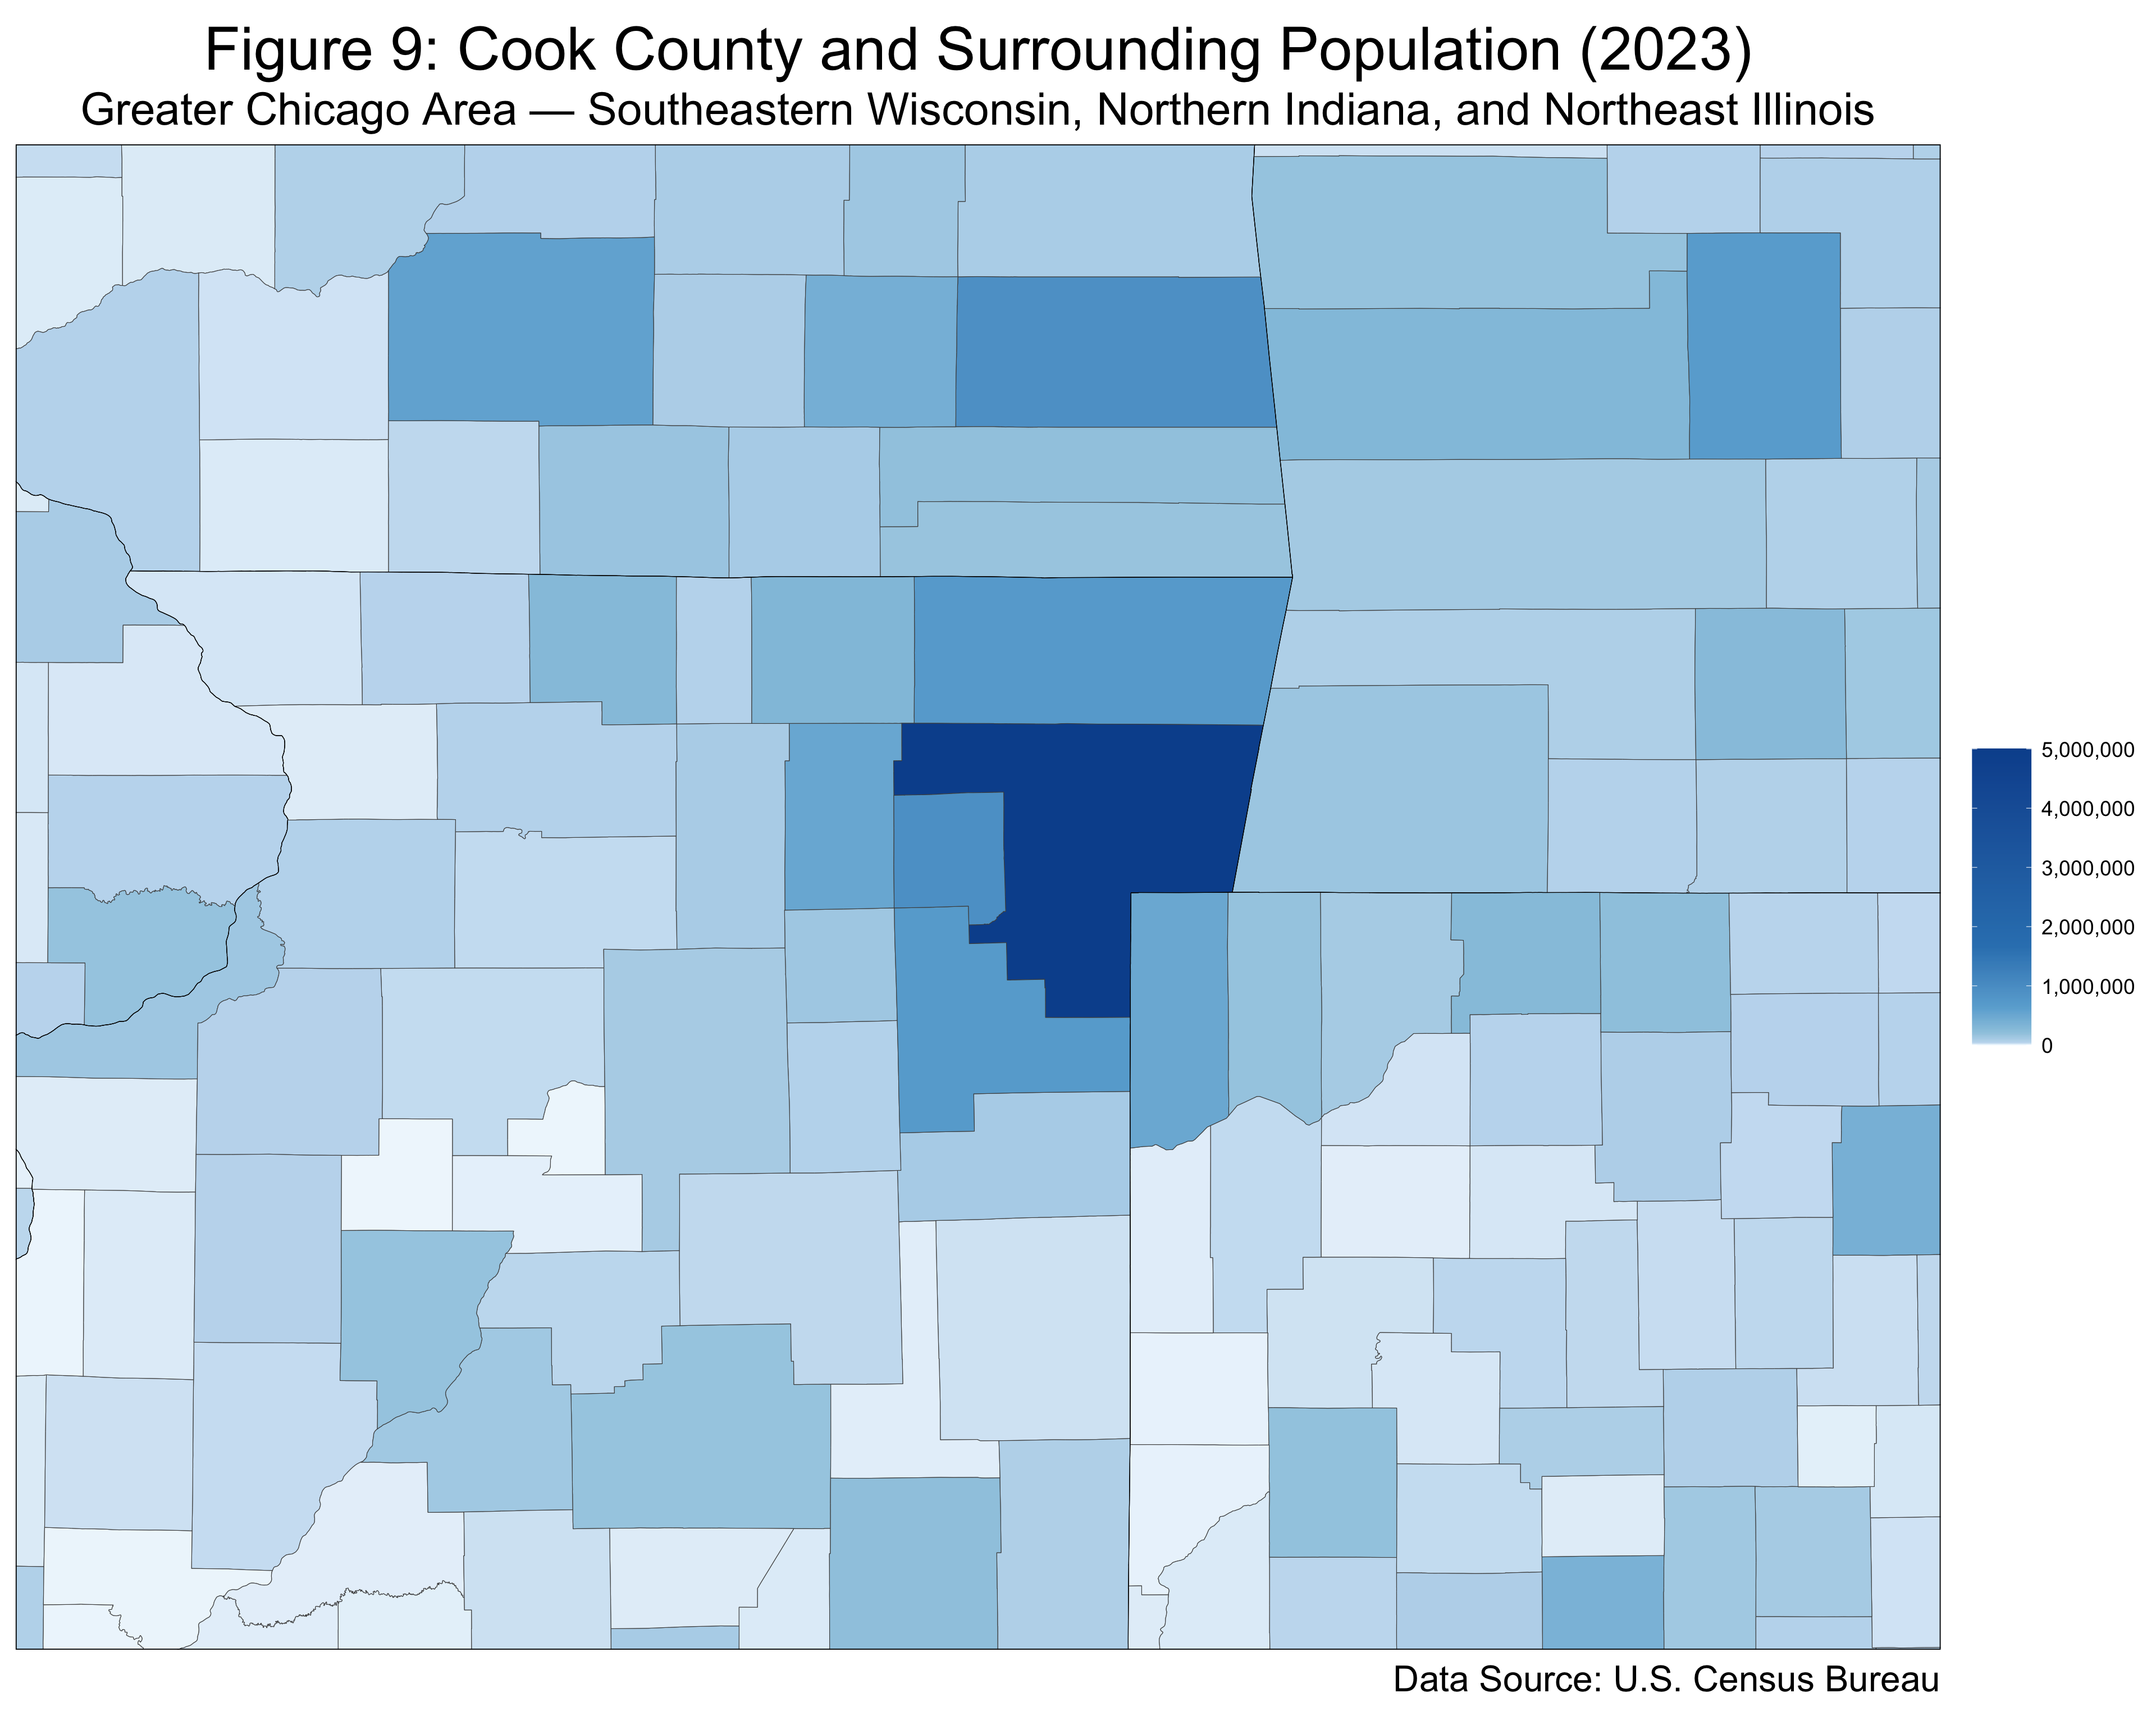 Figure 9: Cook County and Surrounding Population (2023)
Greater Chicago Area — Southeastern Wisconsin, Northern Indiana, and Northeast Illinois
5,000,000
4,000,000
3,000,000
2,000,000
1,000,000
0
Data Source: U.S. Census Bureau